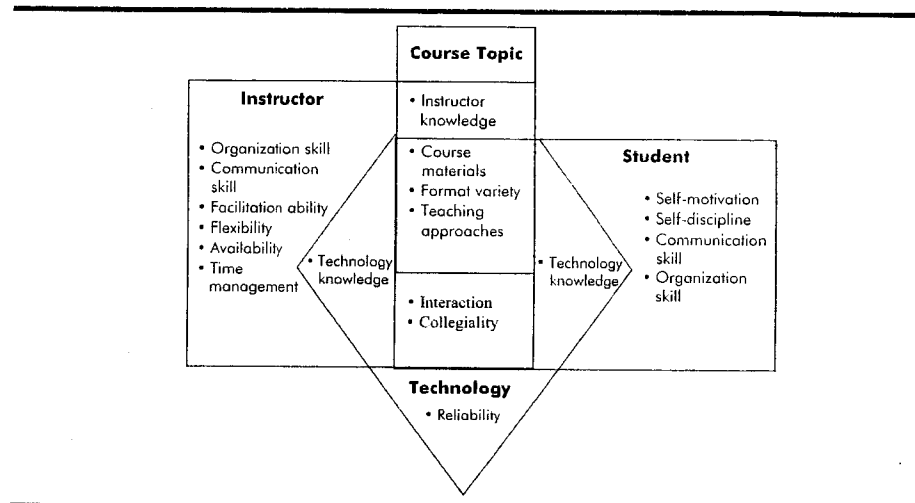 Course Topic
Instructor
• Instructor
knowledge
• Organization skill
• Communication
skill
• Facilitation ability
• Flexibility
• Availability
• Time
management
• Technology
knowledge
• Course
materials
• Format variety
• Teaching
approaches
• Interaction
• Collegiality
Student
• Self-motivation
• Self-discipline
• Communication
skill
• Organization
skill
• Technology
knowledge
Technology
• Reliability